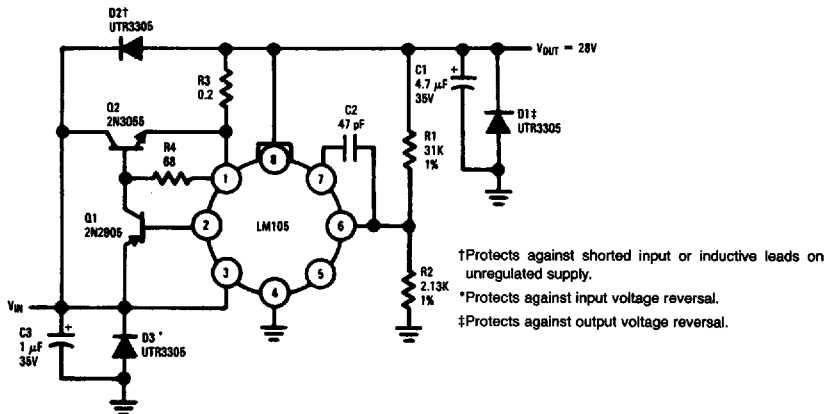 D2†
UTR3305
VOUT = 28V
R3
0.2
C1
4.7 μF
35V
+
D1‡
UTR3305
Q2
2N3055
C2
47 pF
R4
68
R1
31K
1%
1
8
7
Q1
2N2905
2
LM105
6
3
5
4
R2
2.13K
1%
VIN
C3
1 μF
35V
+
D3 *
UTR3305
†Protects against shorted input or inductive leads on
unregulated supply.
*Protects against input voltage reversal.
‡Protects against output voltage reversal.